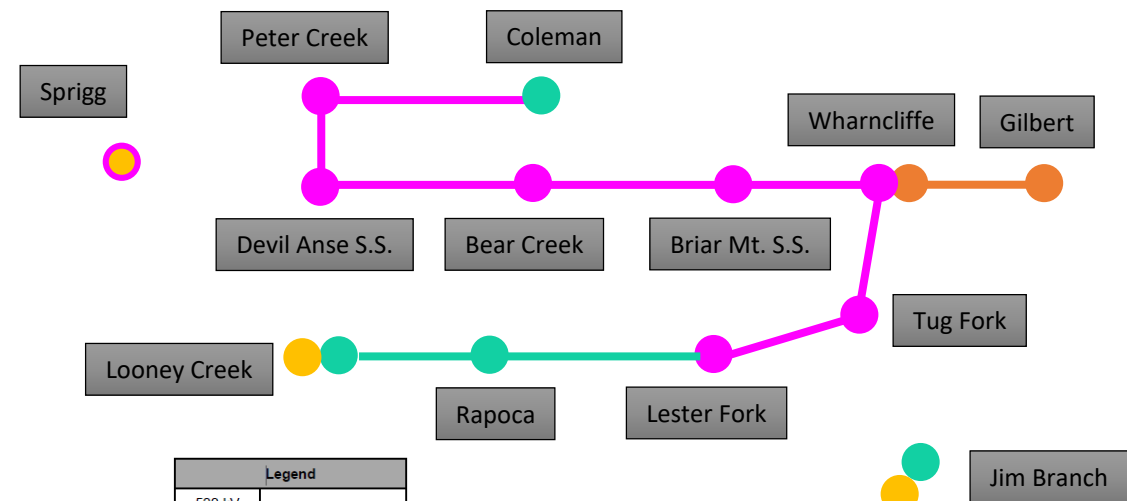 Peter Creek
Coleman
Sprigg
Wharncliffe
Gilbert
Devil Anse S.S.
Bear Creek
Briar Mt. S.S.
Tug Fork
Looney Creek
Rapoca
Lester Fork
Legend
Jim Branch